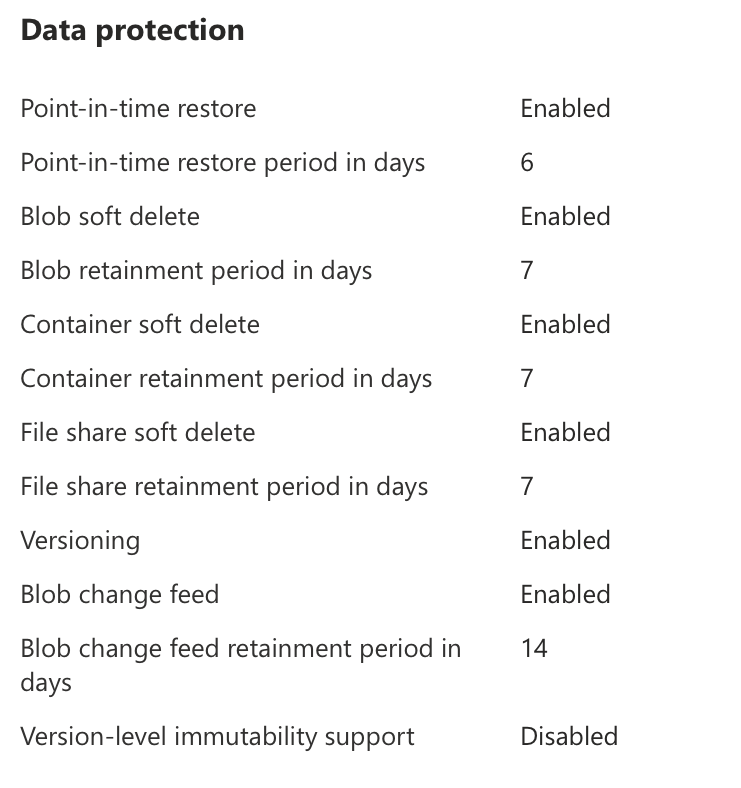 Data protection
Point-in-time restore Enabled
Point-in-time restore period in days 6
Blob soft delete Enabled
Blob retainment period in days 7
Container soft delete Enabled
Container retainment period in days 7
File share soft delete Enabled
File share retainment period in days 7
Versioning Enabled
Blob change feed Enabled
Blob change feed retainment period in 14
days
Version-level immutability support Disabled